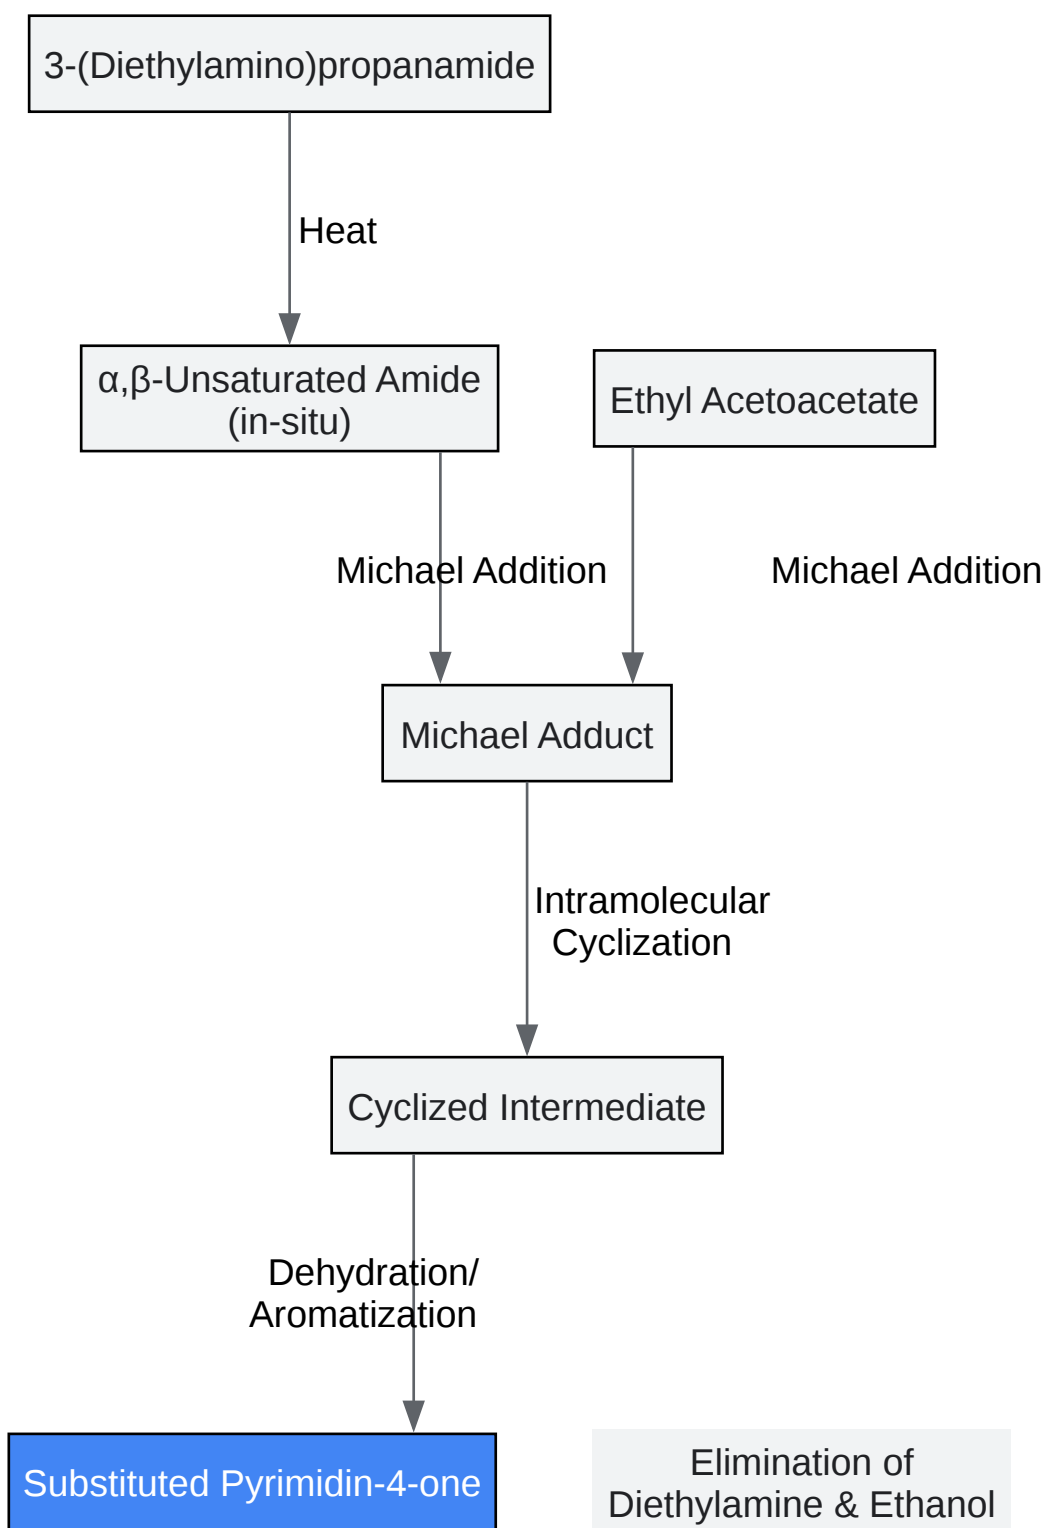 3-(Diethylamino)propanamide
Heat
α,β-Unsaturated Amide
(in-situ)
Ethyl Acetoacetate
Michael Addition
Michael Addition
Michael Adduct
Intramolecular
Cyclization
Cyclized Intermediate
Dehydration/
Aromatization
Substituted Pyrimidin-4-one
Elimination of
Diethylamine & Ethanol